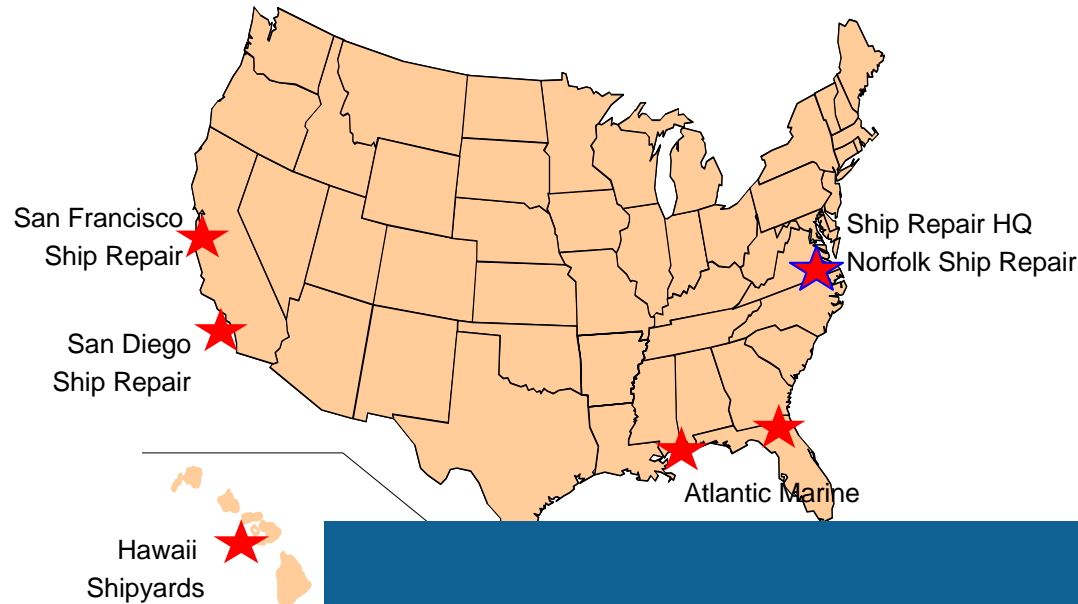 San Francisco
Ship Repair
Ship Repair HQ
Norfolk Ship Repair
San Diego
Ship Repair
Atlantic Marine
Hawaii
Shipyards